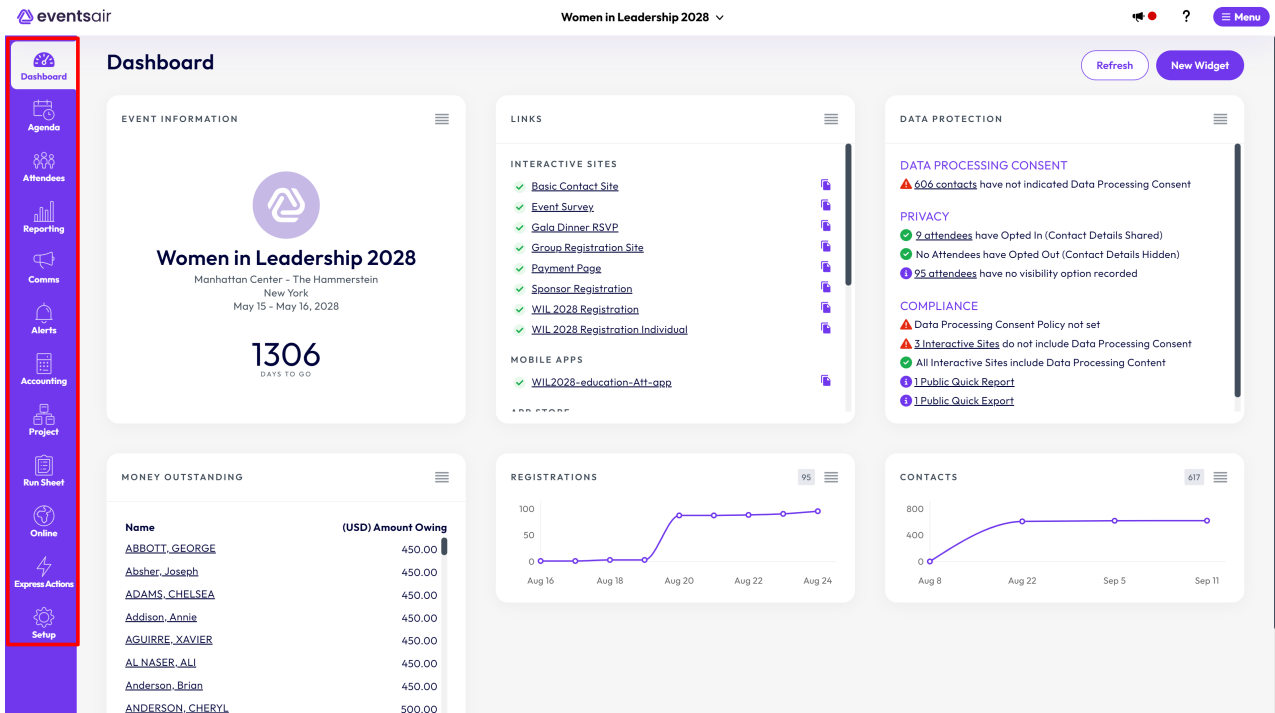 eventsair
Women in Leadership 2028
?
Menu
Dashboard
Agenda
Attendees
Reporting
Comms
Alerts
Accounting
Project
Run Sheet
Online
Express Actions
Setup
Dashboard
Refresh
New Widget
EVENT INFORMATION
Women in Leadership 2028
Manhattan Center - The Hammerstein
New York
May 15 - May 16, 2028
1306
DAYS TO GO
LINKS
INTERACTIVE SITES
Basic Contact Site
Event Survey
Gala Dinner RSVP
Group Registration Site
Payment Page
Sponsor Registration
WIL 2028 Registration
WIL 2028 Registration Individual
MOBILE APPS
WIL2028-education-Att-app
APP STORE
DATA PROTECTION
DATA PROCESSING CONSENT
606 contacts have not indicated Data Processing Consent
PRIVACY
9 attendees have Opted In (Contact Details Shared)
No Attendees have Opted Out (Contact Details Hidden)
95 attendees have no visibility option recorded
COMPLIANCE
Data Processing Consent Policy not set
3 Interactive Sites do not include Data Processing Consent
All Interactive Sites include Data Processing Content
1 Public Quick Report
1 Public Quick Export
MONEY OUTSTANDING
Name (USD) Amount Owing
ABBOTT, GEORGE 450.00
Absher, Joseph 450.00
ADAMS, CHELSEA 450.00
Addison, Annie 450.00
AGUIRRE, XAVIER 450.00
AL NASER, ALI 450.00
Anderson, Brian 450.00
ANDERSON, CHERYL 500.00
REGISTRATIONS 95
100
50
0
Aug 16 Aug 18 Aug 20 Aug 22 Aug 24
CONTACTS 617
800
400
0
Aug 8 Aug 22 Sep 5 Sep 11